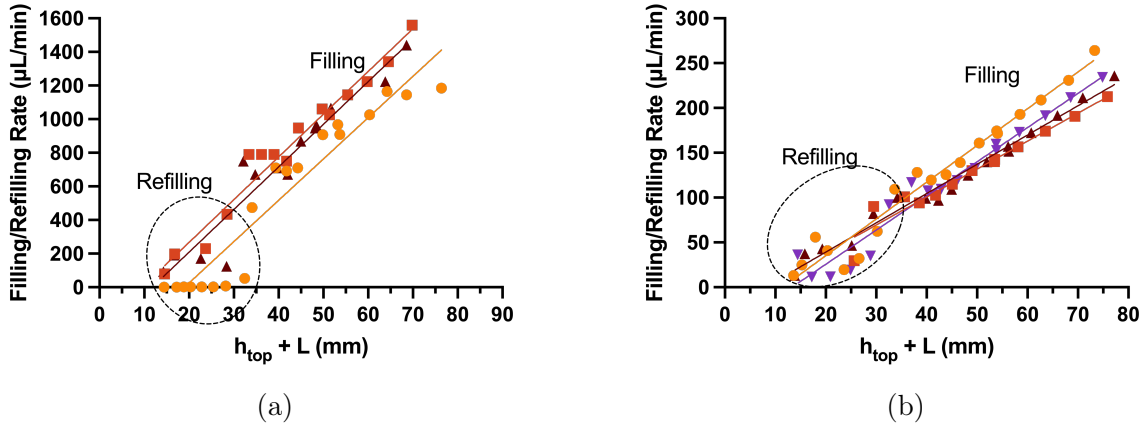 1600
1400
1200
1000
800
600
400
200
0
Filling/Refilling Rate (µL/min)
Filling
Refilling
0 10 20 30 40 50 60 70 80 90
h_top + L (mm)
(a)
300
250
200
150
100
50
0
Filling/Refilling Rate (µL/min)
Filling
Refilling
0 10 20 30 40 50 60 70 80
h_top + L (mm)
(b)